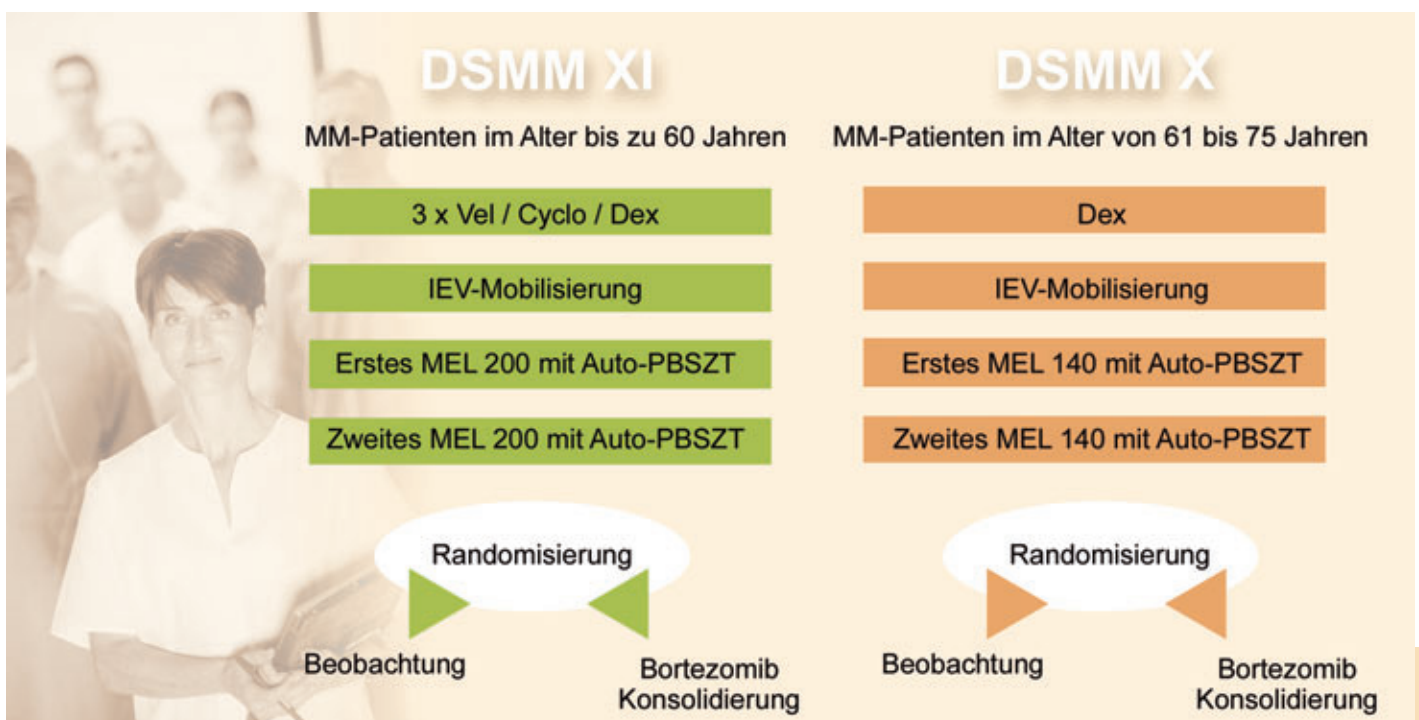 DSMM XI
MM-Patienten im Alter bis zu 60 Jahren
3 x Vel / Cyclo / Dex
IEV-Mobilisierung
Erstes MEL 200 mit Auto-PBSZT
Zweites MEL 200 mit Auto-PBSZT
Randomisierung
Beobachtung
Bortezomib
Konsolidierung
DSMM X
MM-Patienten im Alter von 61 bis 75 Jahren
Dex
IEV-Mobilisierung
Erstes MEL 140 mit Auto-PBSZT
Zweites MEL 140 mit Auto-PBSZT
Randomisierung
Beobachtung
Bortezomib
Konsolidierung